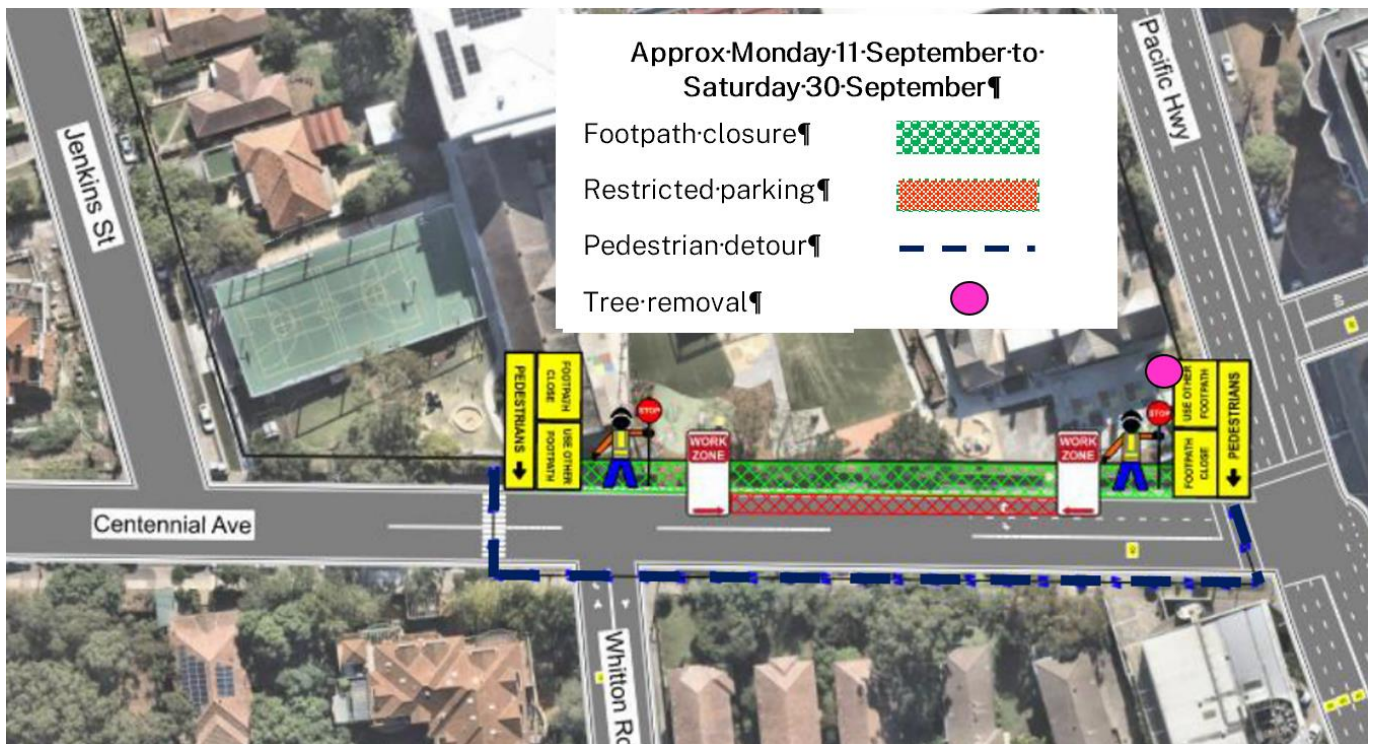 Approx·Monday·11·September·to·
Saturday·30·September¶
Footpath·closure¶
Restricted·parking¶
Pedestrian·detour¶
Tree·removal¶
Jenkins St
Pacific Hwy
PEDESTRIANS
FOOTPATH
CLOSE
USE OTHER
FOOTPATH
STOP
WORK
ZONE
WORK
ZONE
STOP
USE OTHER
FOOTPATH
FOOTPATH
CLOSE
PEDESTRIANS
Centennial Ave
Whitton Rd